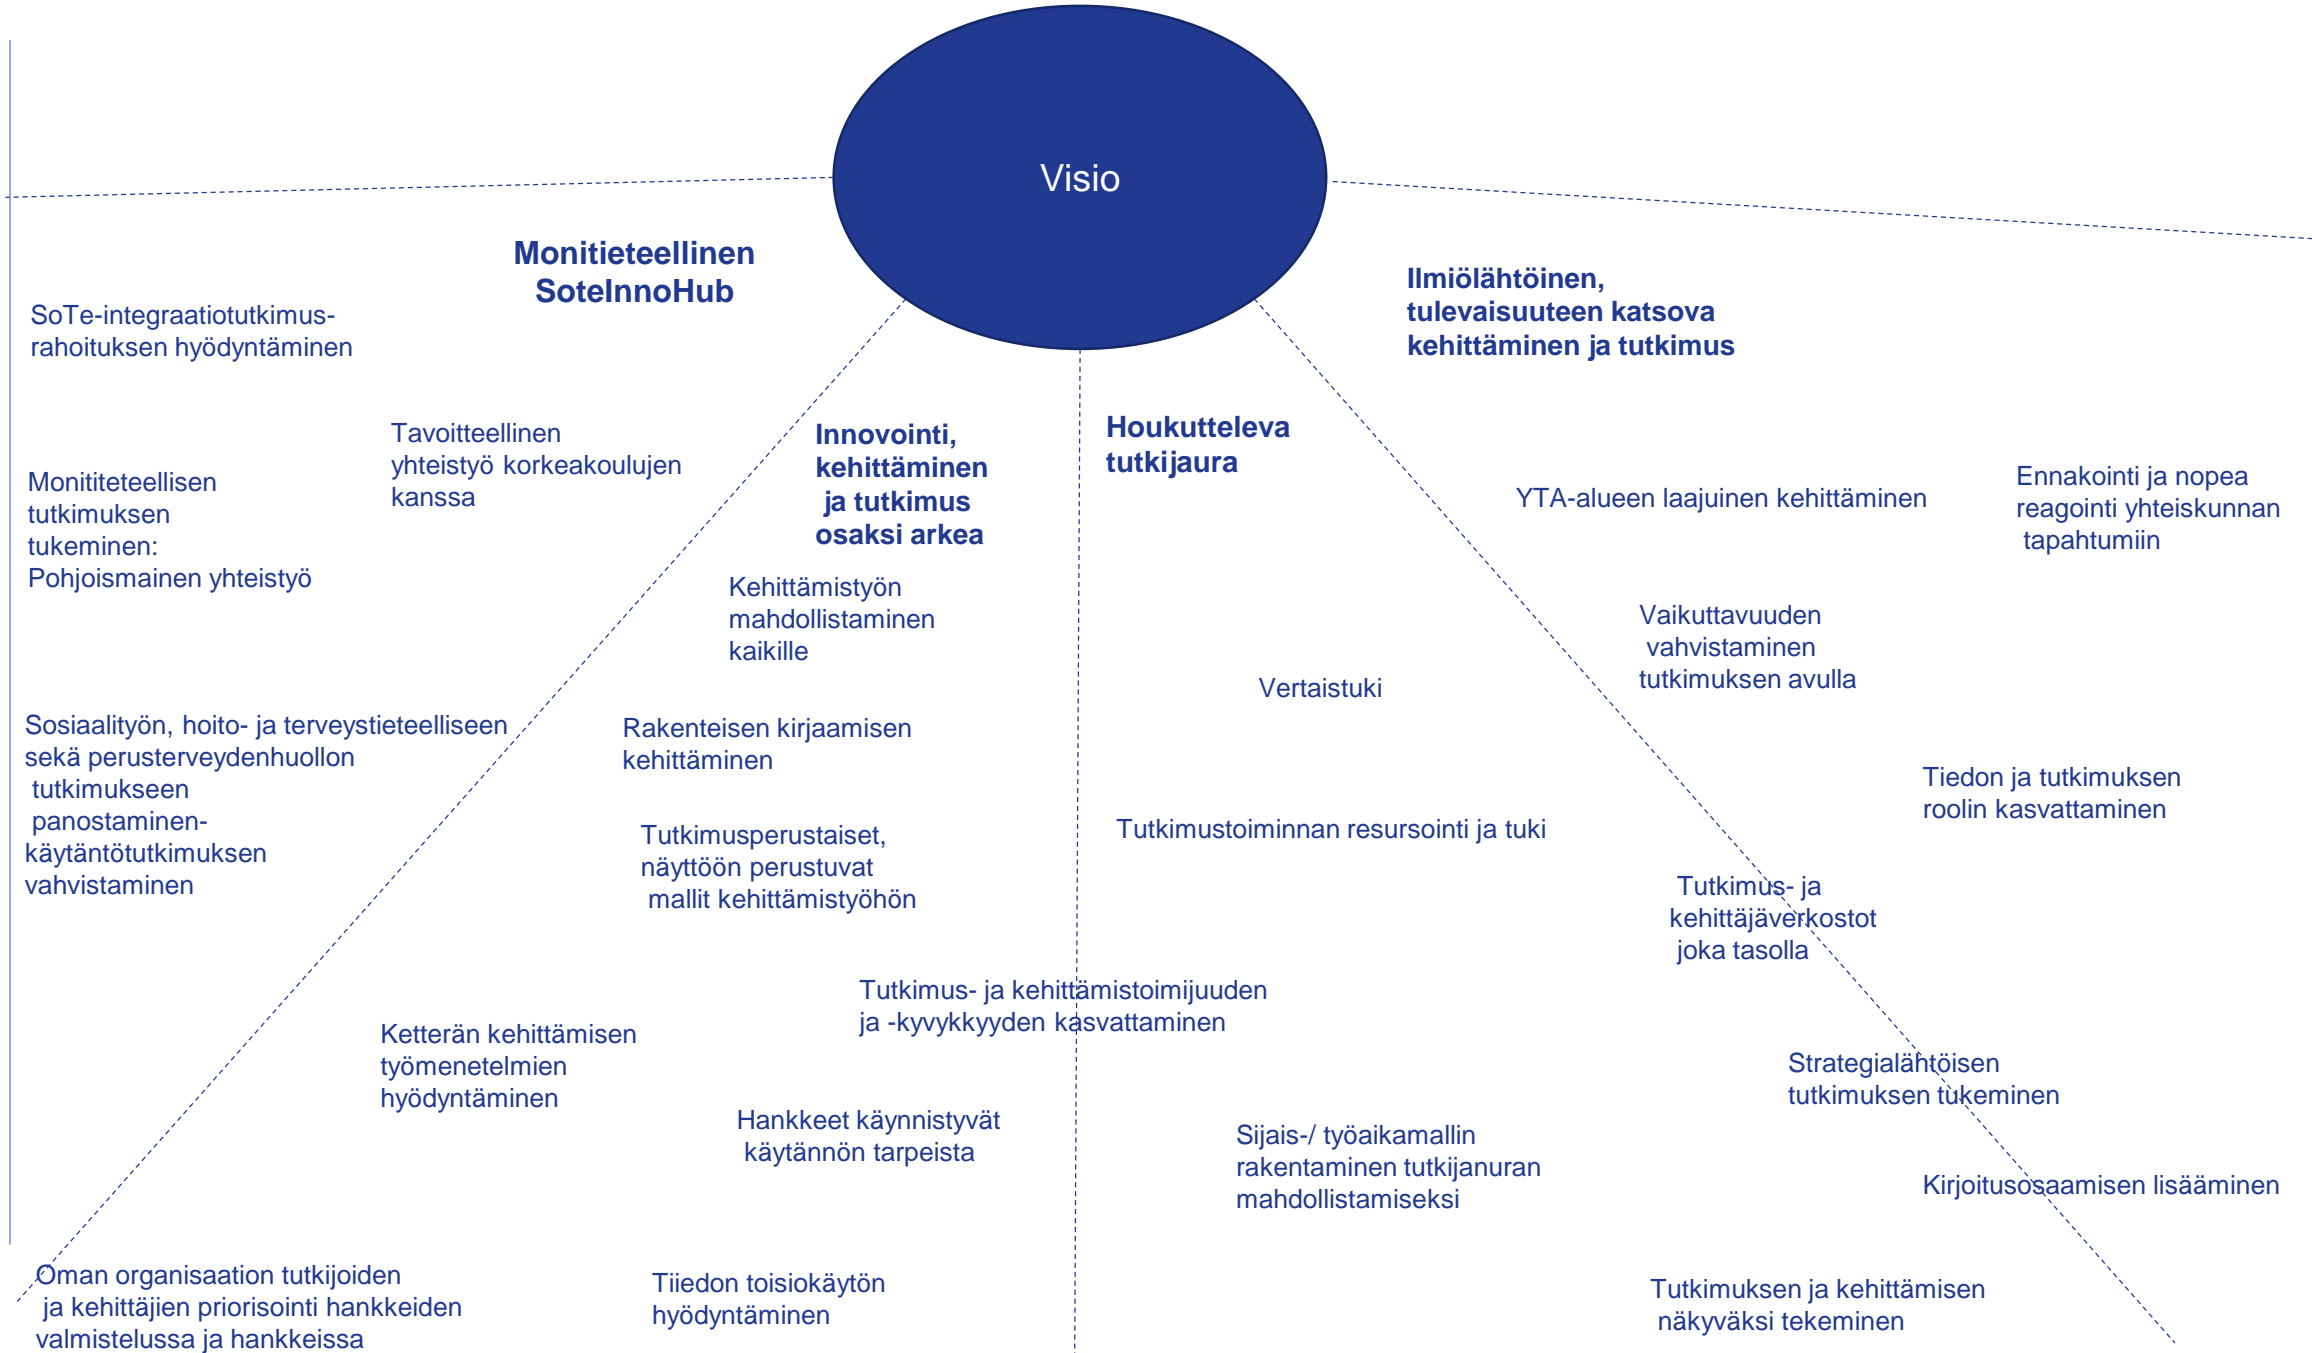 Visio
Monitieteellinen
SoteInnoHub
SoTe-integraatiotutkimus-
rahoituksen hyödyntäminen
Tavoitteellinen
yhteistyö korkeakoulujen
kanssa
Monititeteellisen
tutkimuksen
tukeminen:
Pohjoismainen yhteistyö
Sosiaalityön, hoito- ja terveystieteelliseen
sekä perusterveydenhuollon
tutkimukseen
panostaminen-
käytäntötutkimuksen
vahvistaminen
Innovointi,
kehittäminen
ja tutkimus
osaksi arkea
Kehittämistyön
mahdollistaminen
kaikille
Rakenteisen kirjaamisen
kehittäminen
Tutkimusperustaiset,
näyttöön perustuvat
mallit kehittämistyöhön
Tutkimus- ja kehittämistoimijuuden
ja -kyvykkyyden kasvattaminen
Ketterän kehittämisen
työmenetelmien
hyödyntäminen
Hankkeet käynnistyvät
käytännön tarpeista
Oman organisaation tutkijoiden
ja kehittäjien priorisointi hankkeiden
valmistelussa ja hankkeissa
Tiiedon toisiokäytön
hyödyntäminen
Houkutteleva
tutkijaura
Vertaistuki
Tutkimustoiminnan resursointi ja tuki
Sijais-/ työaikamallin
rakentaminen tutkijanuran
mahdollistamiseksi
Tutkimuksen ja kehittämisen
näkyväksi tekeminen
Ilmiölähtöinen,
tulevaisuuteen katsova
kehittäminen ja tutkimus
YTA-alueen laajuinen kehittäminen
Ennakointi ja nopea
reagointi yhteiskunnan
tapahtumiin
Vaikuttavuuden
vahvistaminen
tutkimuksen avulla
Tiedon ja tutkimuksen
roolin kasvattaminen
Tutkimus- ja
kehittäjäverkostot
joka tasolla
Strategialähtöisen
tutkimuksen tukeminen
Kirjoitusosaamisen lisääminen